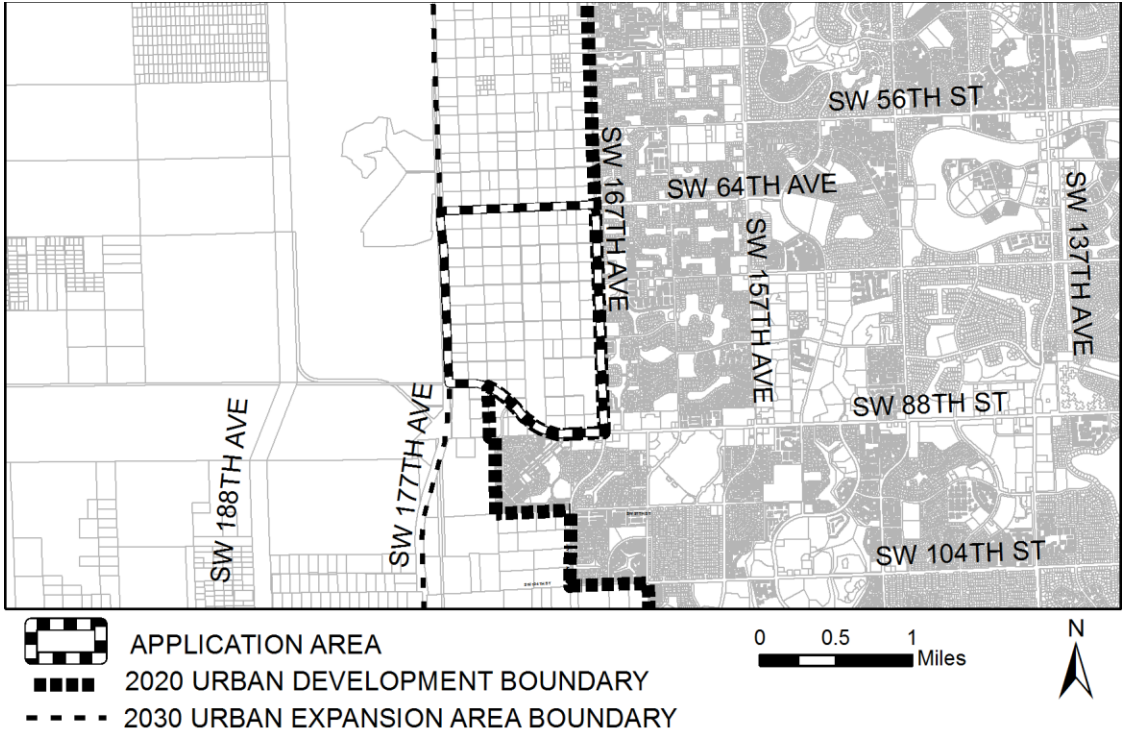 SW 56TH ST
SW 167TH AVE
SW 64TH AVE
SW 137TH AVE
SW 157TH AVE
SW 88TH ST
SW 188TH AVE
SW 177TH AVE
SW 104TH ST
APPLICATION AREA
2020 URBAN DEVELOPMENT BOUNDARY
2030 URBAN EXPANSION AREA BOUNDARY
0 0.5 1
Miles
N